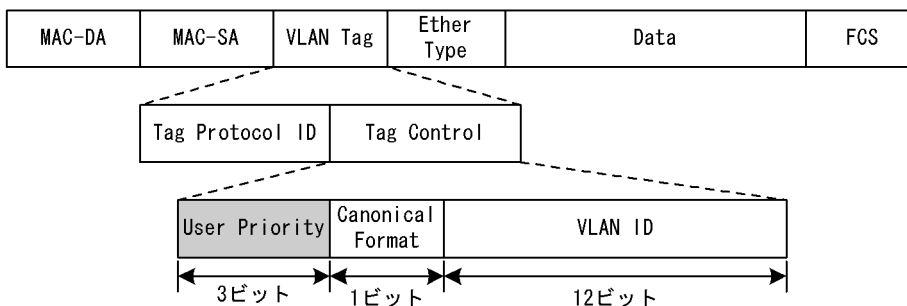 MAC-DA
MAC-SA
VLAN Tag
Ether
Type
Data
FCS
Tag Protocol ID
Tag Control
User Priority
Canonical
Format
VLAN ID
3ビット
1ビット
12ビット